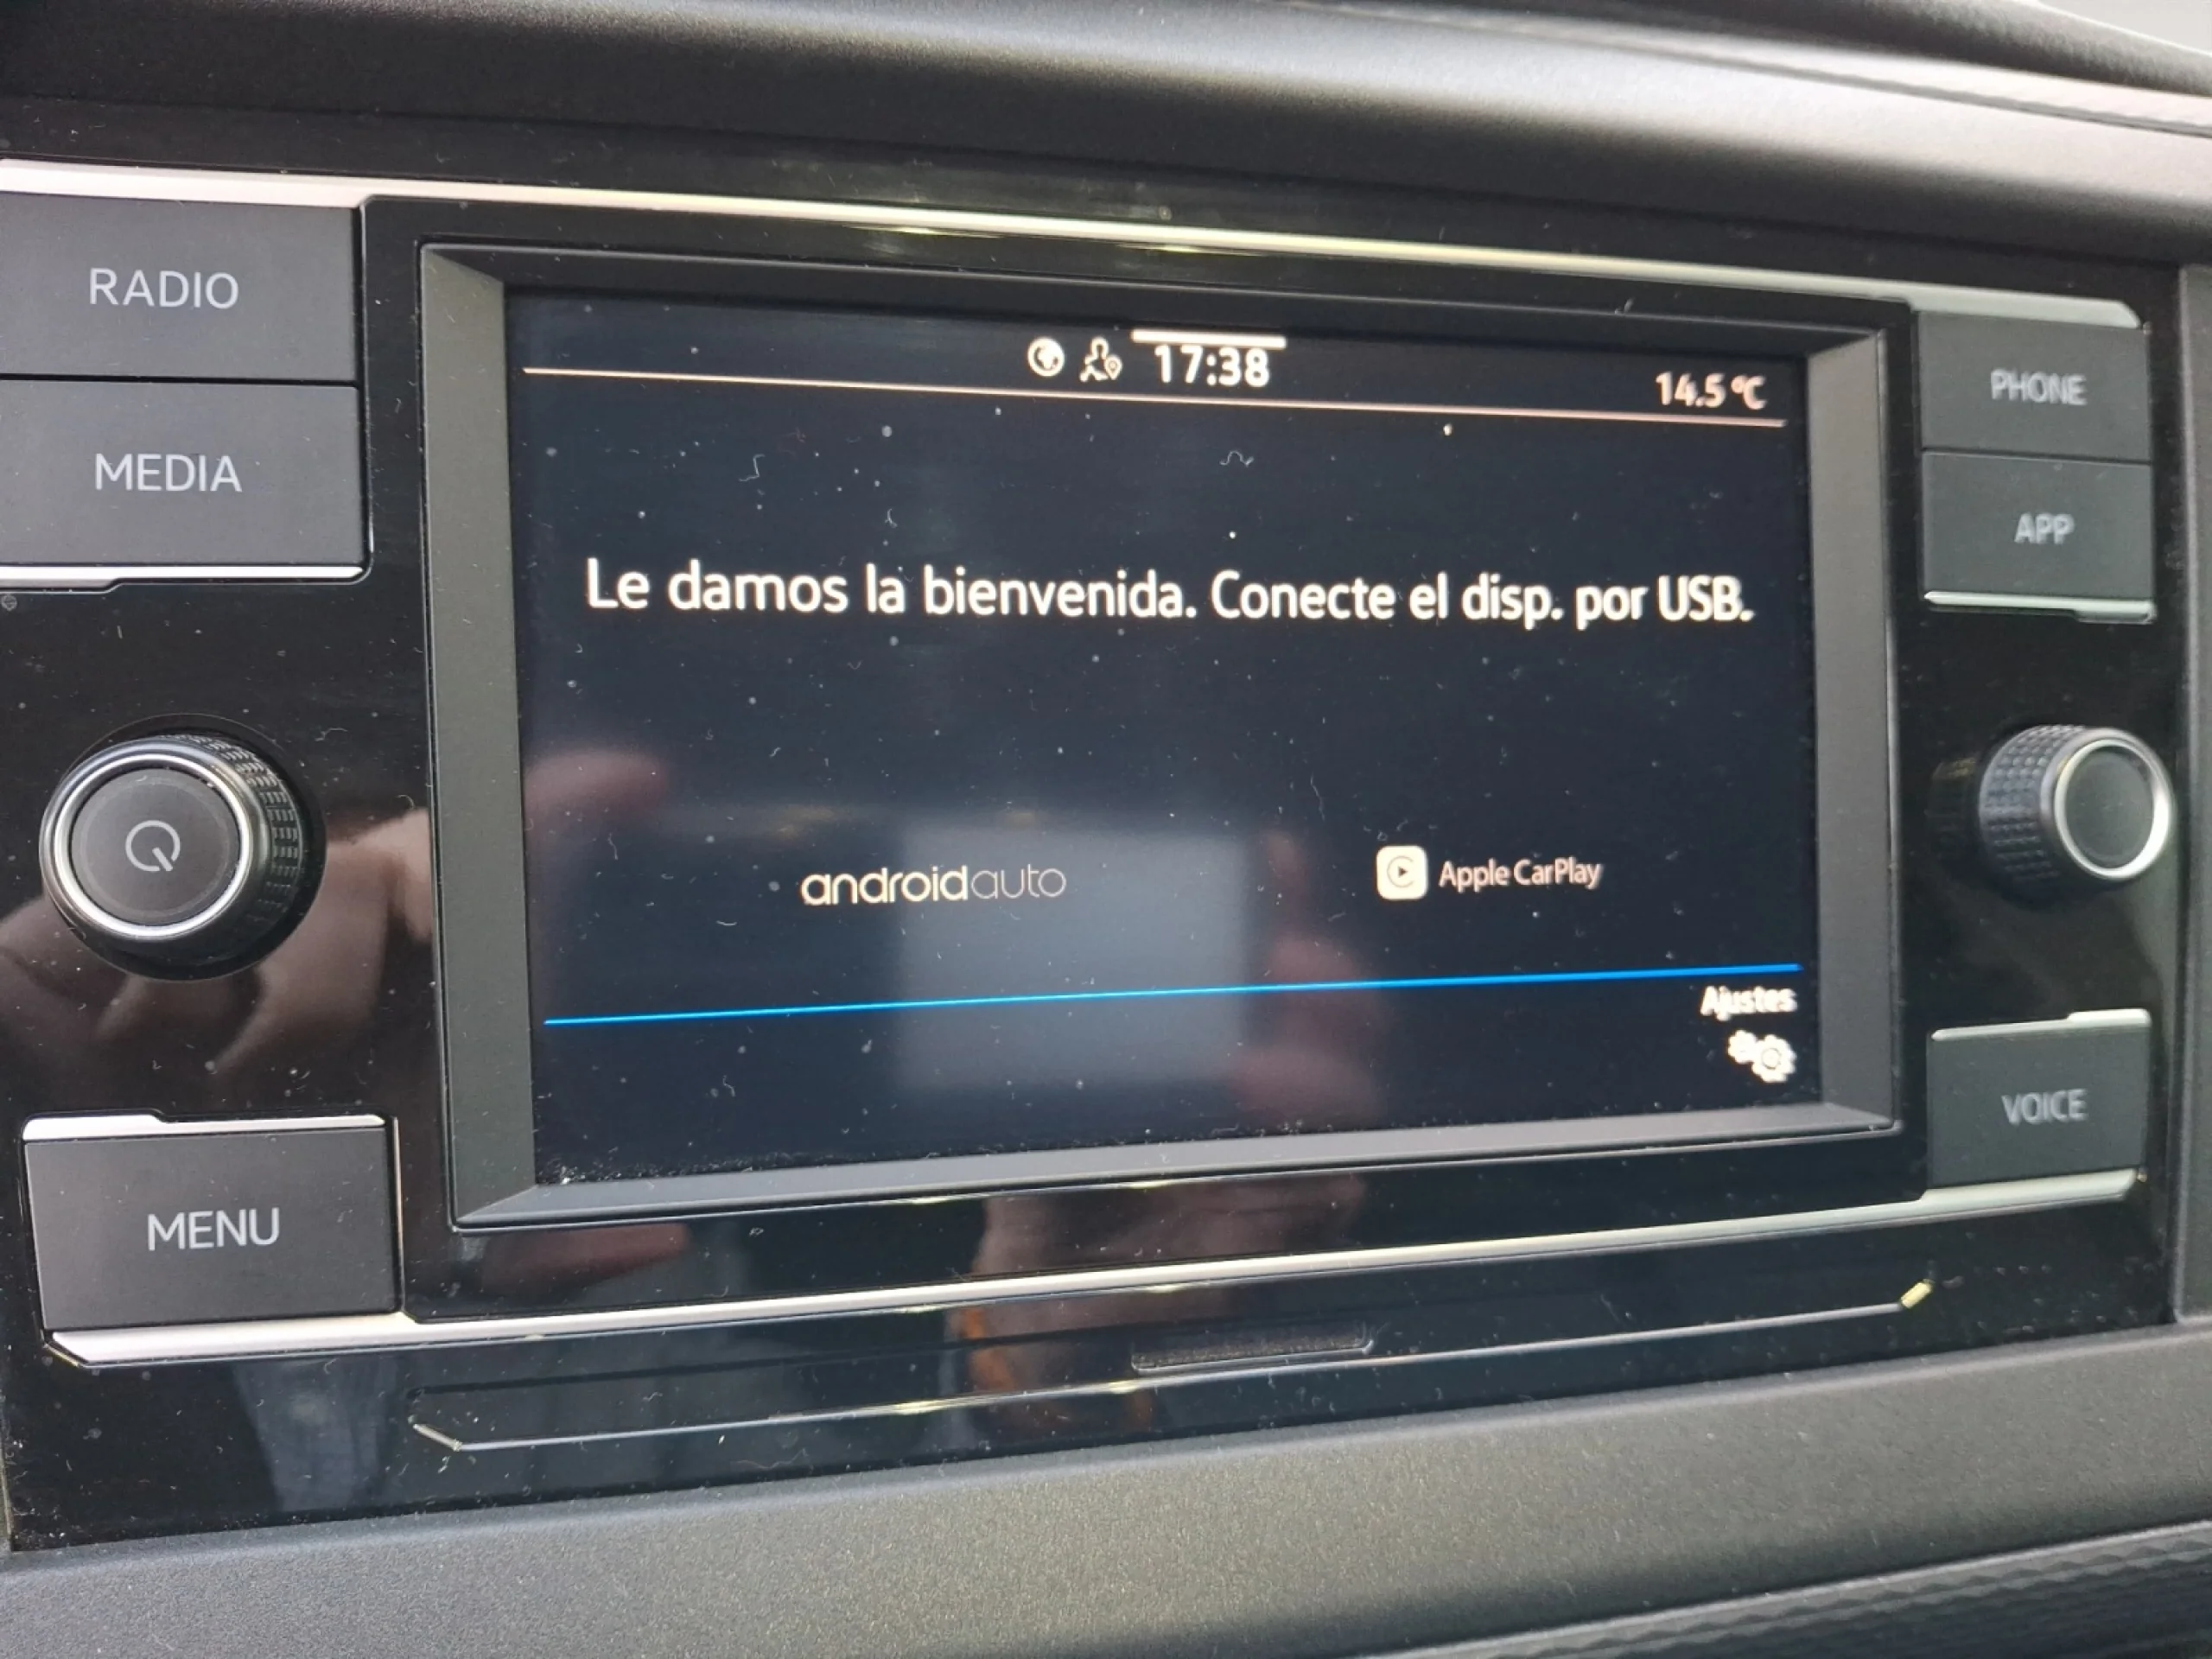 RADIO
MEDIA
MENU
17:38
14.5 °C
Le damos la bienvenida. Conecte el disp. por USB.
androidauto
Apple CarPlay
Ajustes
PHONE
APP
VOICE